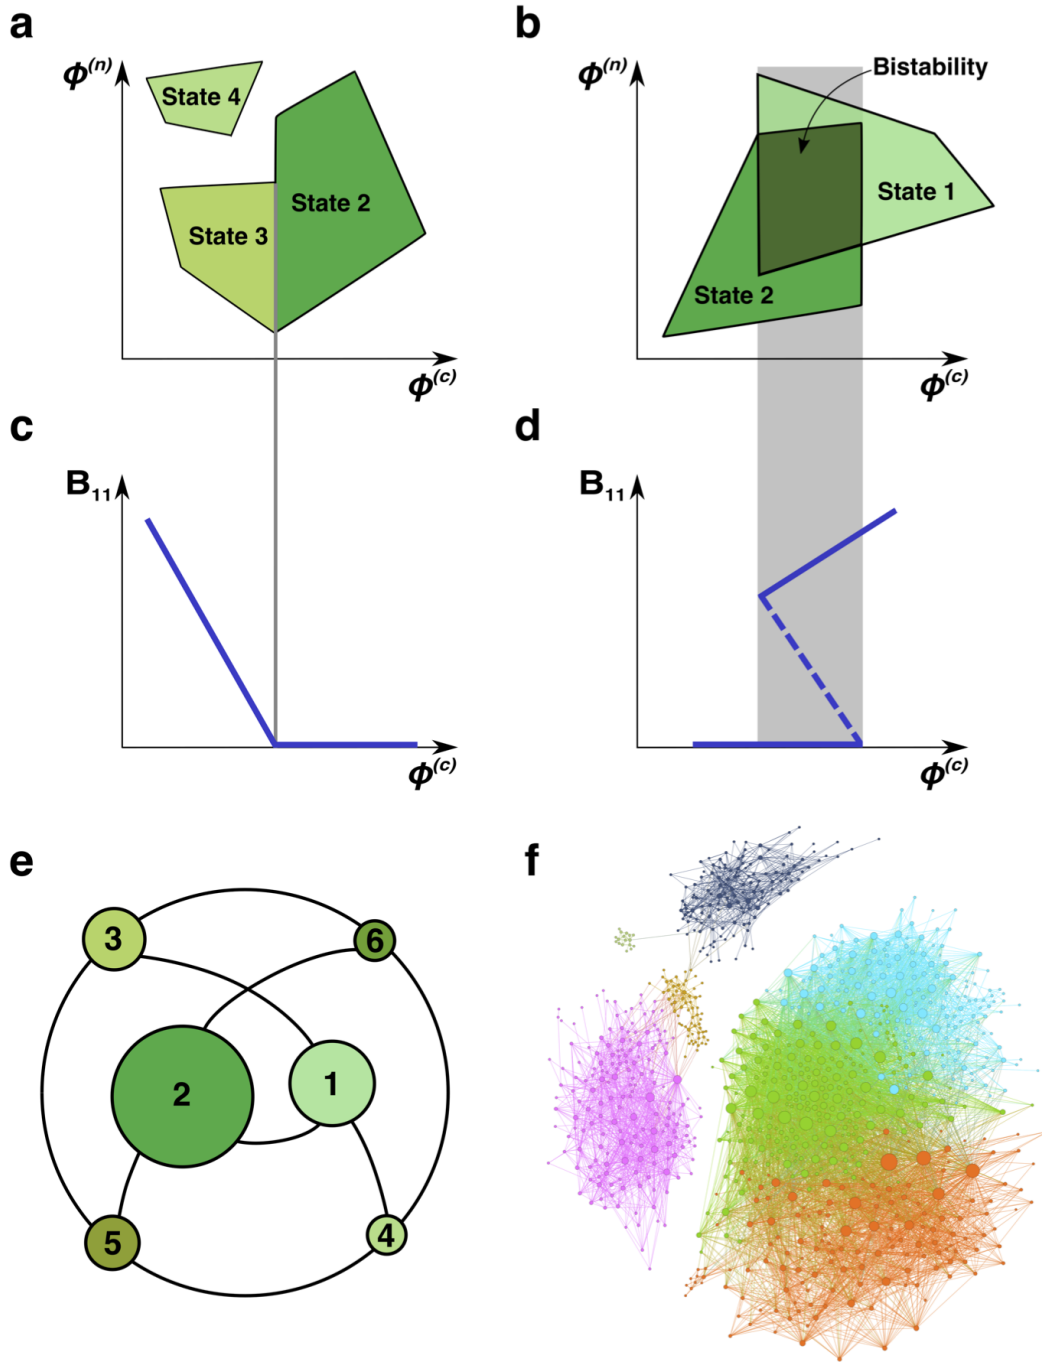 a
ϕ(n)
State 4
State 3
State 2
ϕ(c)
b
ϕ(n)
Bistability
State 1
State 2
ϕ(c)
c
B11
ϕ(c)
d
B11
ϕ(c)
e
3
6
2
1
5
4
f